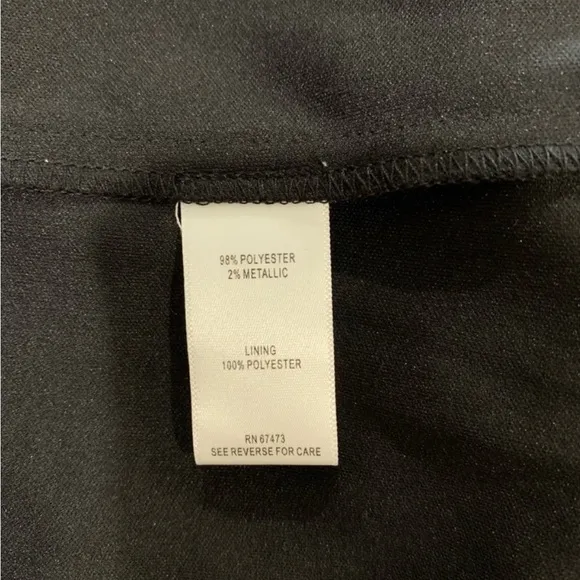 98% POLYESTER
2% METALLIC
LINING
100% POLYESTER
RN 67473
SEE REVERSE FOR CARE